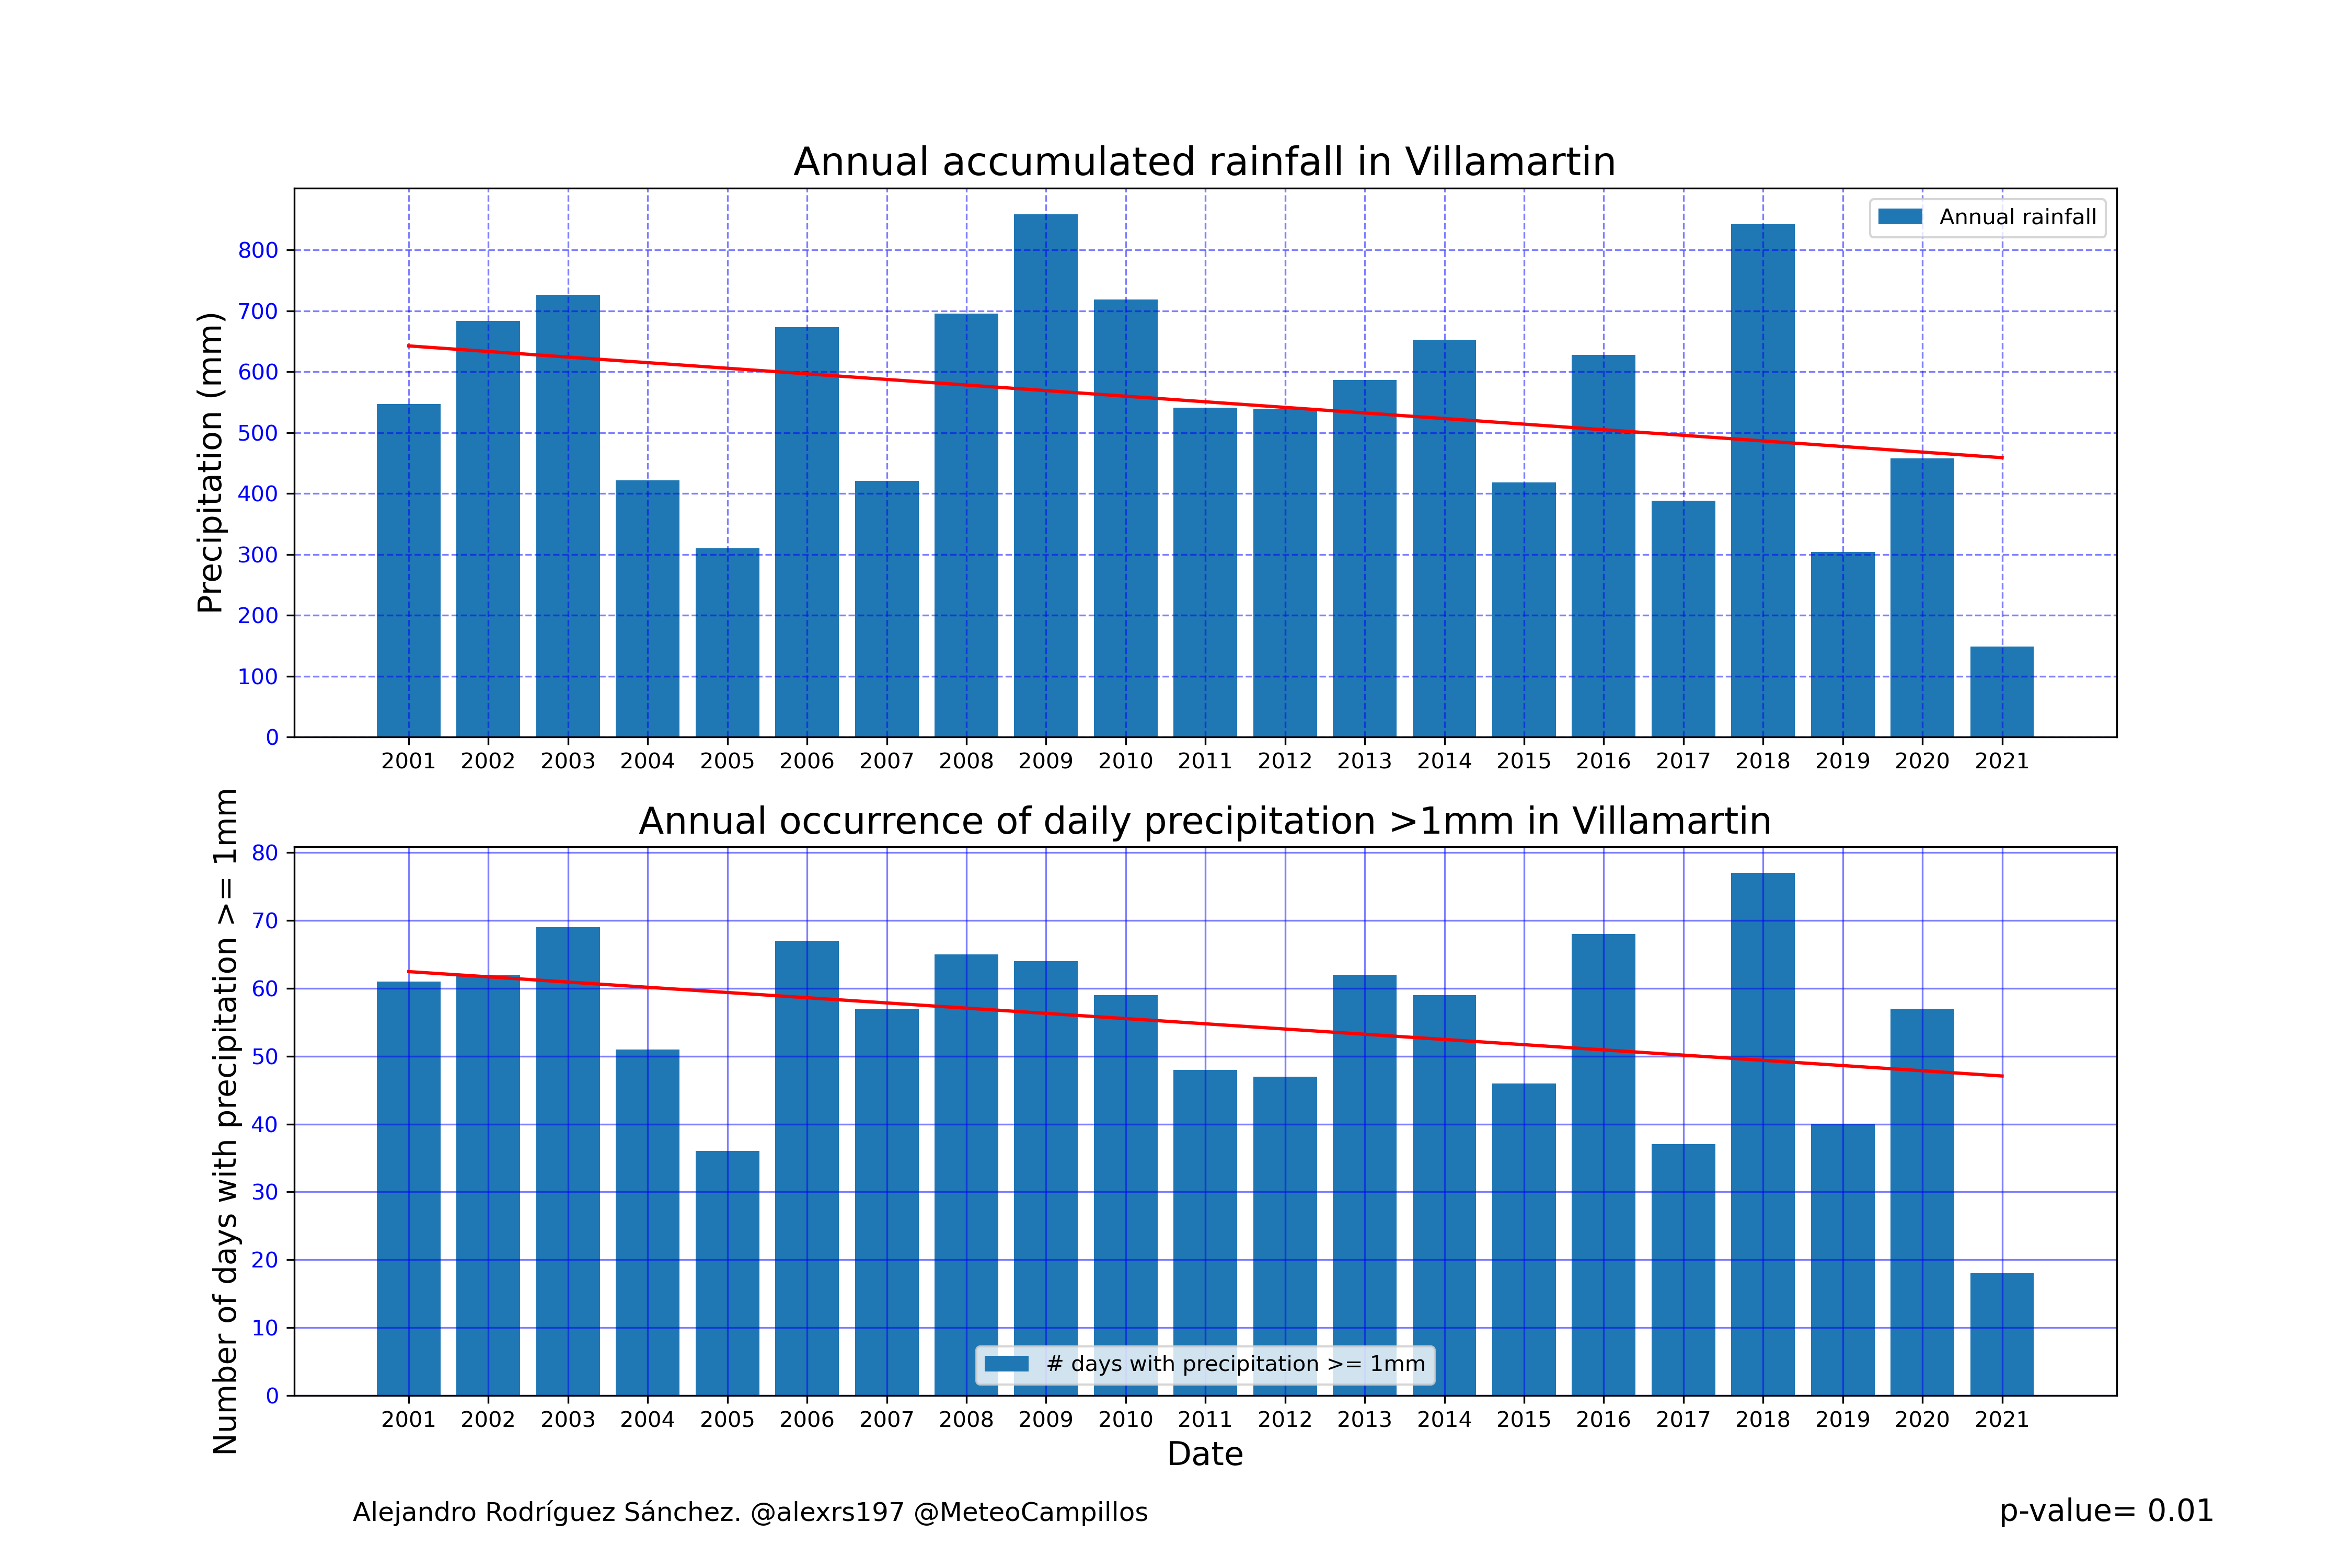 Annual accumulated rainfall in Villamartin
Annual rainfall
Precipitation (mm)
800
700
600
500
400
300
200
100
0
2001 2002 2003 2004 2005 2006 2007 2008 2009 2010 2011 2012 2013 2014 2015 2016 2017 2018 2019 2020 2021
Annual occurrence of daily precipitation >1mm in Villamartin
Number of days with precipitation >= 1mm
80
70
60
50
40
30
20
10
0
# days with precipitation >= 1mm
2001 2002 2003 2004 2005 2006 2007 2008 2009 2010 2011 2012 2013 2014 2015 2016 2017 2018 2019 2020 2021
Date
Alejandro Rodríguez Sánchez. @alexrs197 @MeteoCampillos
p-value= 0.01